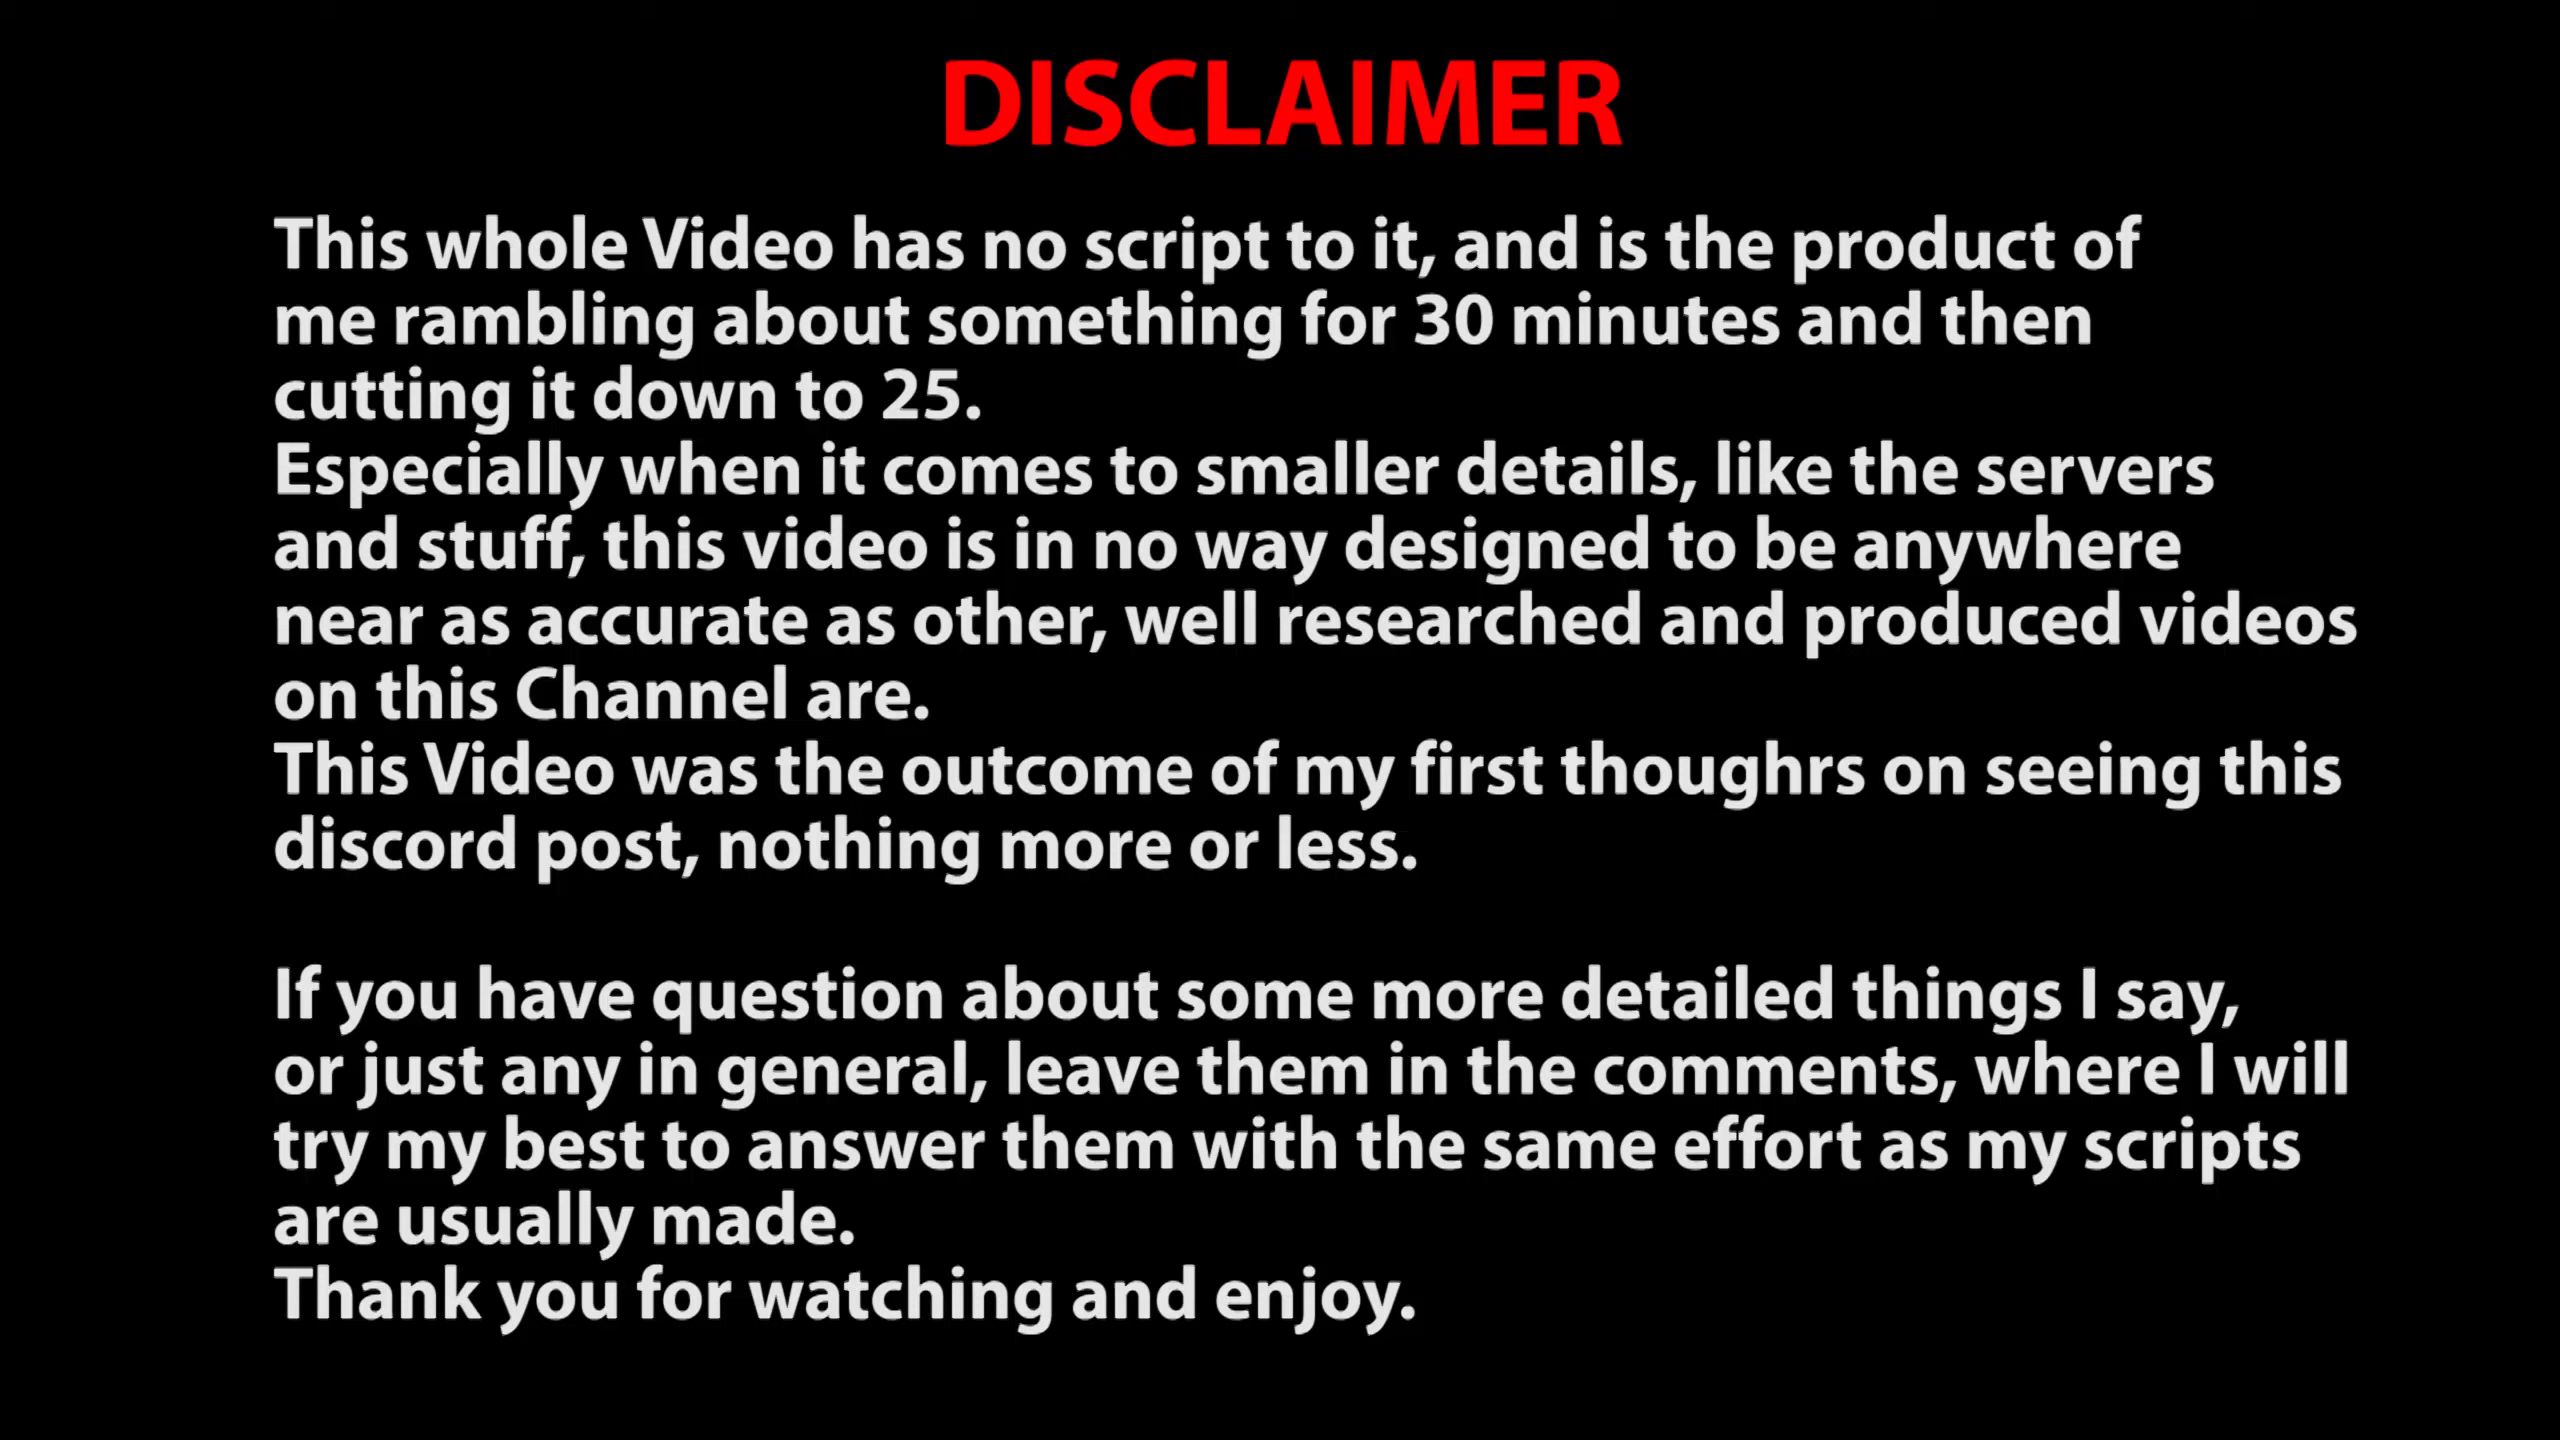 DISCLAIMER
This whole Video has no script to it, and is the product of
me rambling about something for 30 minutes and then
cutting it down to 25.
Especially when it comes to smaller details, like the servers
and stuff, this video is in no way designed to be anywhere
near as accurate as other, well researched and produced videos
on this Channel are.
This Video was the outcome of my first thoughrs on seeing this
discord post, nothing more or less.
If you have question about some more detailed things I say,
or just any in general, leave them in the comments, where I will
try my best to answer them with the same effort as my scripts
are usually made.
Thank you for watching and enjoy.